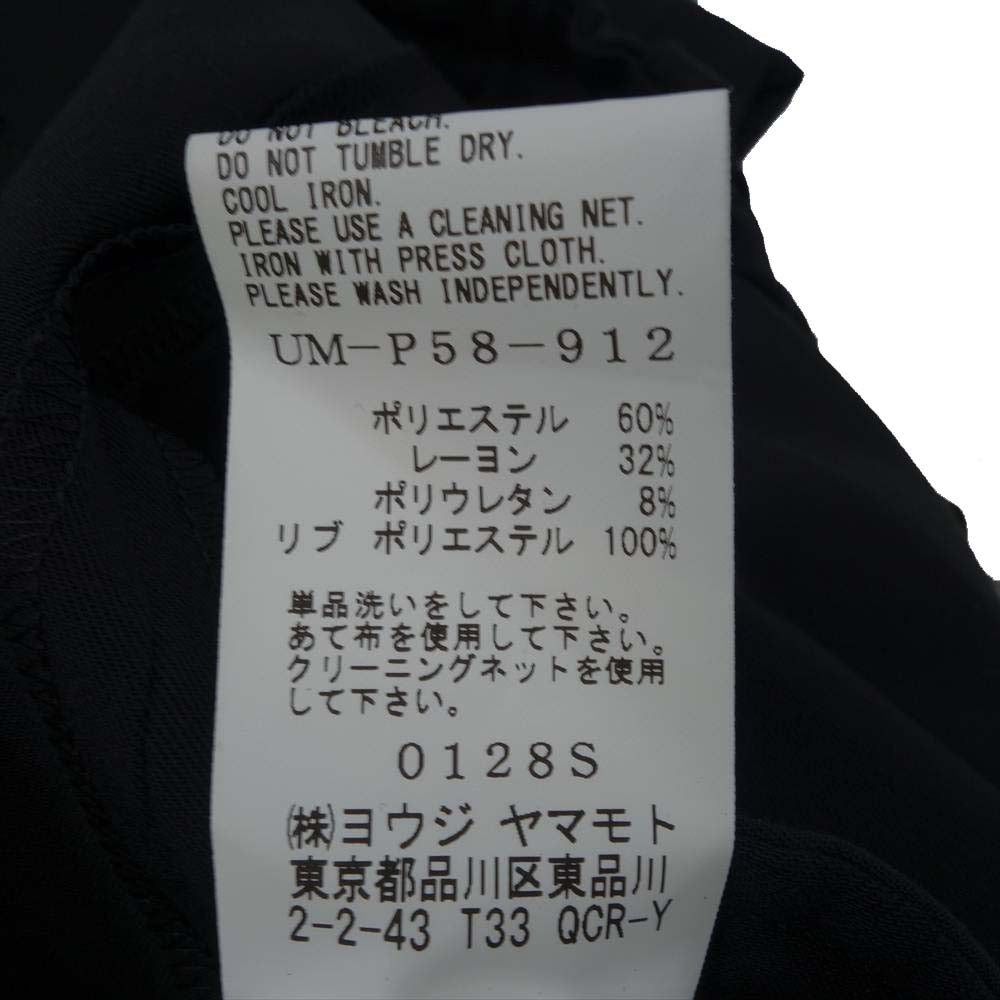 DO NOT BLEACH.
DO NOT TUMBLE DRY.
COOL IRON.
PLEASE USE A CLEANING NET.
IRON WITH PRESS CLOTH.
PLEASE WASH INDEPENDENTLY.
UM-P58-912
ポリエステル 60%
レーヨン 32%
ポリウレタン 8%
リブ ポリエステル 100%
単品洗いをして下さい。
あて布を使用して下さい。
クリーニングネットを使用
して下さい。
0128S
㈱ヨウジ ヤマモト
東京都品川区東品川
2-2-43 T33 QCR-Y